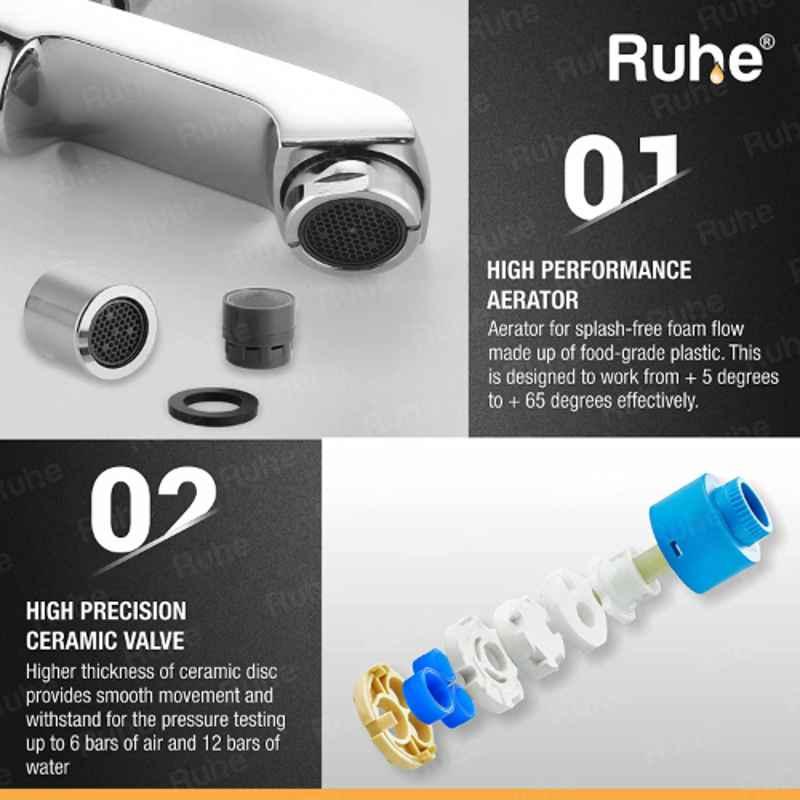 Ruhe®
01
HIGH PERFORMANCE
AERATOR
Aerator for splash-free foam flow
made up of food-grade plastic. This
is designed to work from + 5 degrees
to + 65 degrees effectively.
02
HIGH PRECISION
CERAMIC VALVE
Higher thickness of ceramic disc
provides smooth movement and
withstand for the pressure testing
up to 6 bars of air and 12 bars of
water